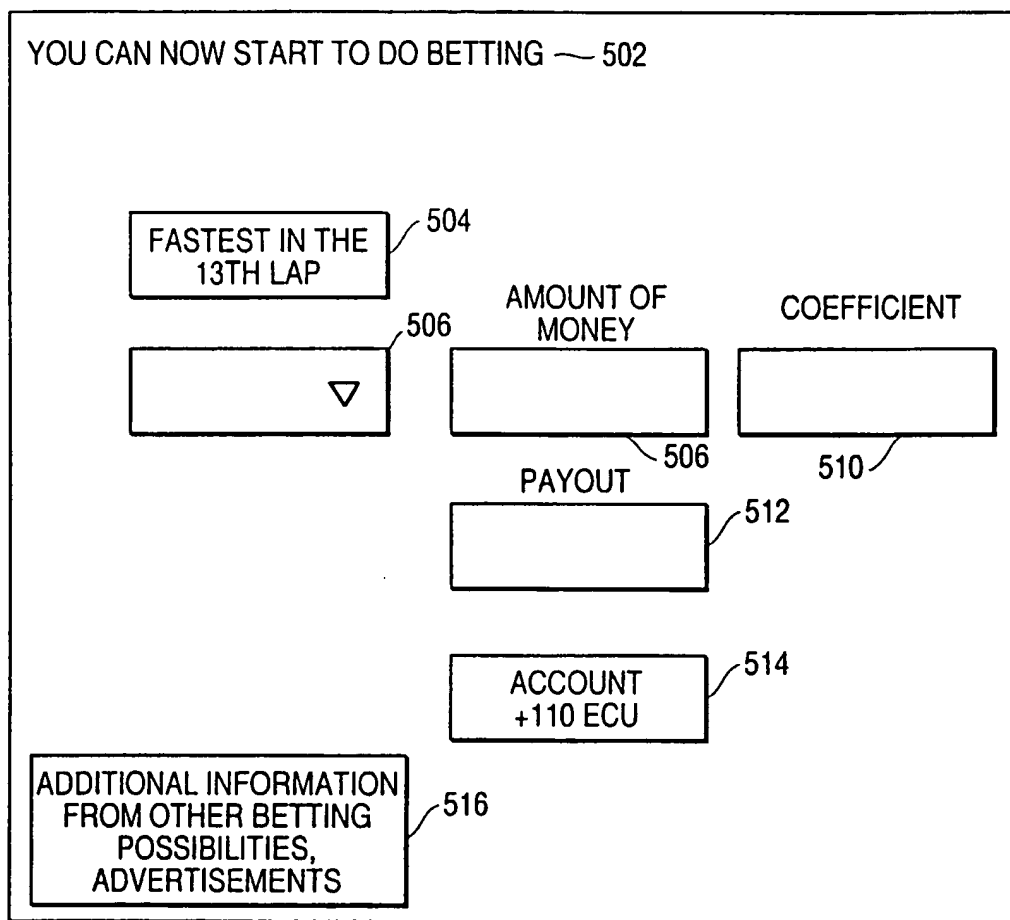 YOU CAN NOW START TO DO BETTING 502
FASTEST IN THE
13TH LAP
504
506
AMOUNT OF
MONEY
506
COEFFICIENT
510
PAYOUT
512
ACCOUNT
+110 ECU
514
ADDITIONAL INFORMATION
FROM OTHER BETTING
POSSIBILITIES,
ADVERTISEMENTS
516